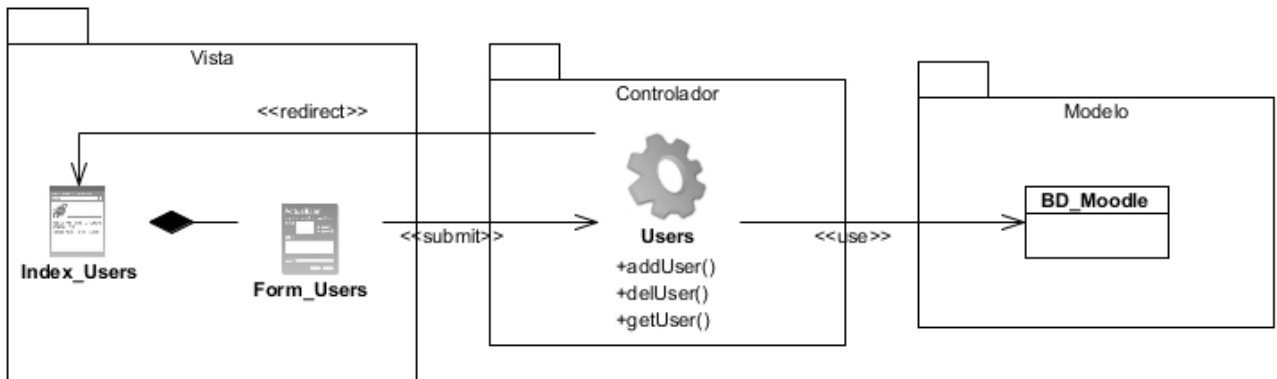 Vista
<<redirect>>
Index_Users
Form_Users
<<submit>>
Controlador
Users
+addUser()
+delUser()
+getUser()
<<use>>
Modelo
BD_Moodle